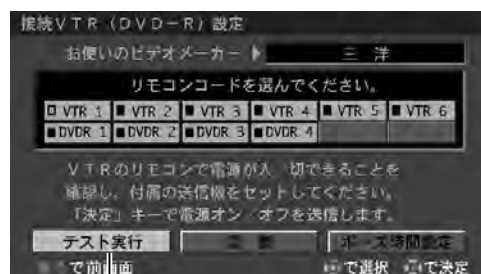 接続VTR（DVD－R）設定
お使いのビデオメーカー ▶ 三 洋
リモコンコードを選んでください。
VTR 1 VTR 2 VTR 3 VTR 4 VTR 5 VTR 6
DVDR 1 DVDR 2 DVDR 3 DVDR 4
VTRのリモコンで電源が入 切できることを
確認し、付属の送信機をセットしてください。
「決定」キーで電源オン／オフを送信します。
テスト実行 ポーズ時間設定
で前画面 で選択 で決定